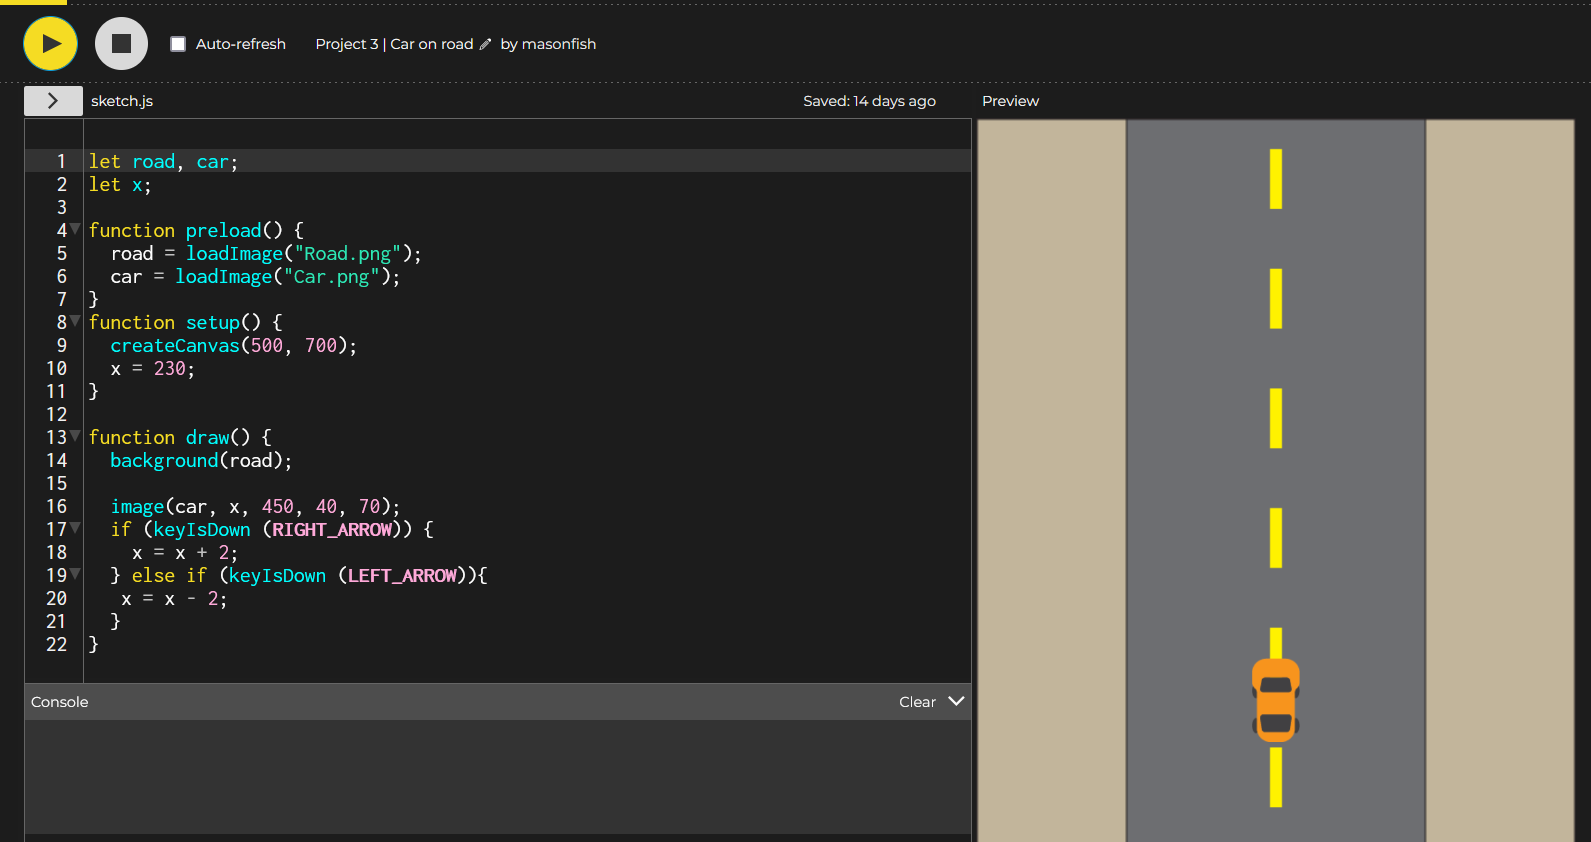 Auto-refresh Project 3 | Car on road by masonfish
sketch.js Saved: 14 days ago Preview
1 let road, car;
2 let x;
3
4 function preload() {
5 road = loadImage("Road.png");
6 car = loadImage("Car.png");
7 }
8 function setup() {
9 createCanvas(500, 700);
10 x = 230;
11 }
12
13 function draw() {
14 background(road);
15
16 image(car, x, 450, 40, 70);
17 if (keyIsDown (RIGHT_ARROW)) {
18 x = x + 2;
19 } else if (keyIsDown (LEFT_ARROW)){
20 x = x - 2;
21 }
22 }
Console Clear